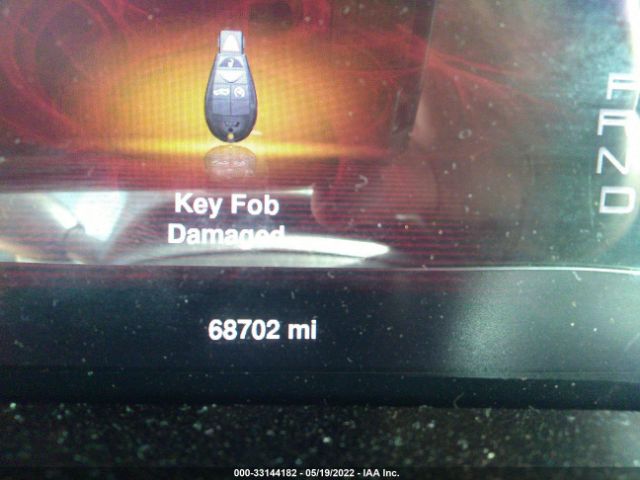 P
R
N
D
Key Fob
Damaged
68702 mi
000-33144182 - 05/19/2022 - IAA Inc.